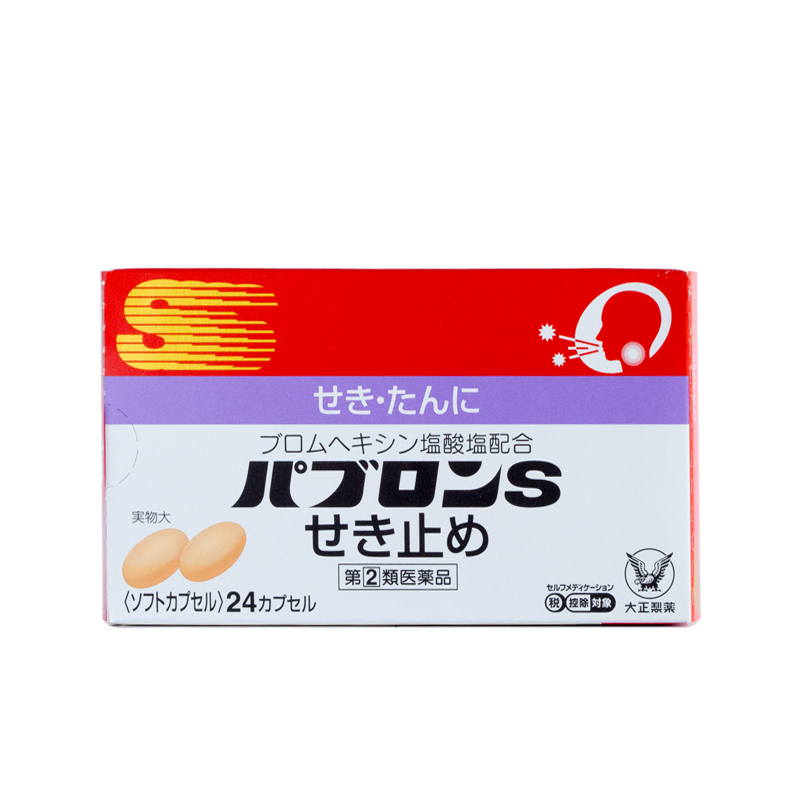 S
せき・たんに
ブロムヘキシン塩酸塩配合
パブロンS
せき止め
実物大
第②類医薬品
〈ソフトカプセル〉24カプセル
セルフメディケーション
税 控除 対象
大正製薬